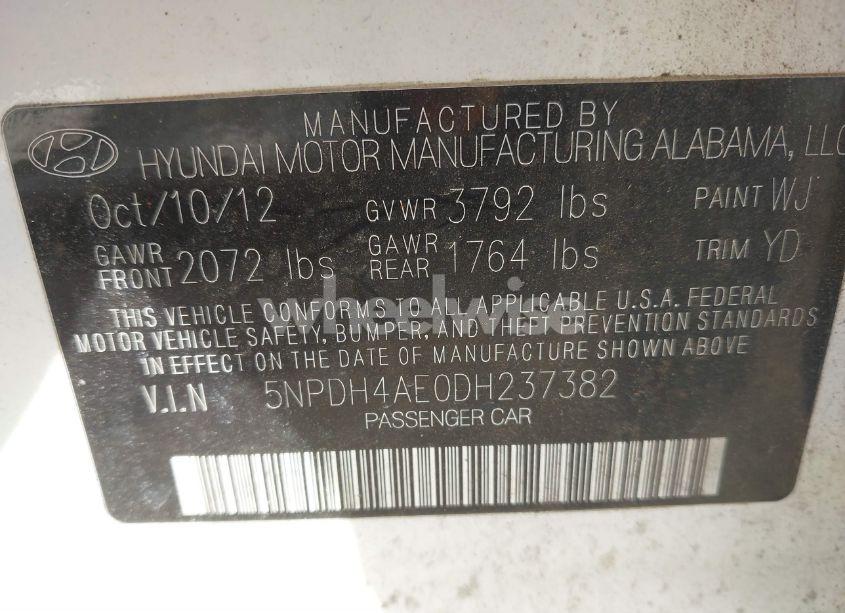 MANUFACTURED BY
HYUNDAI MOTOR MANUFACTURING ALABAMA, LLC
Oct/10/12 GVWR 3792 lbs PAINT WJ
GAWR FRONT 2072 lbs GAWR REAR 1764 lbs TRIM YD
THIS VEHICLE CONFORMS TO ALL APPLICABLE U.S.A. FEDERAL
MOTOR VEHICLE SAFETY, BUMPER, AND THEFT PREVENTION STANDARDS
IN EFFECT ON THE DATE OF MANUFACTURE SHOWN ABOVE.
V.I.N 5NPDH4AE0DH237382
PASSENGER CAR